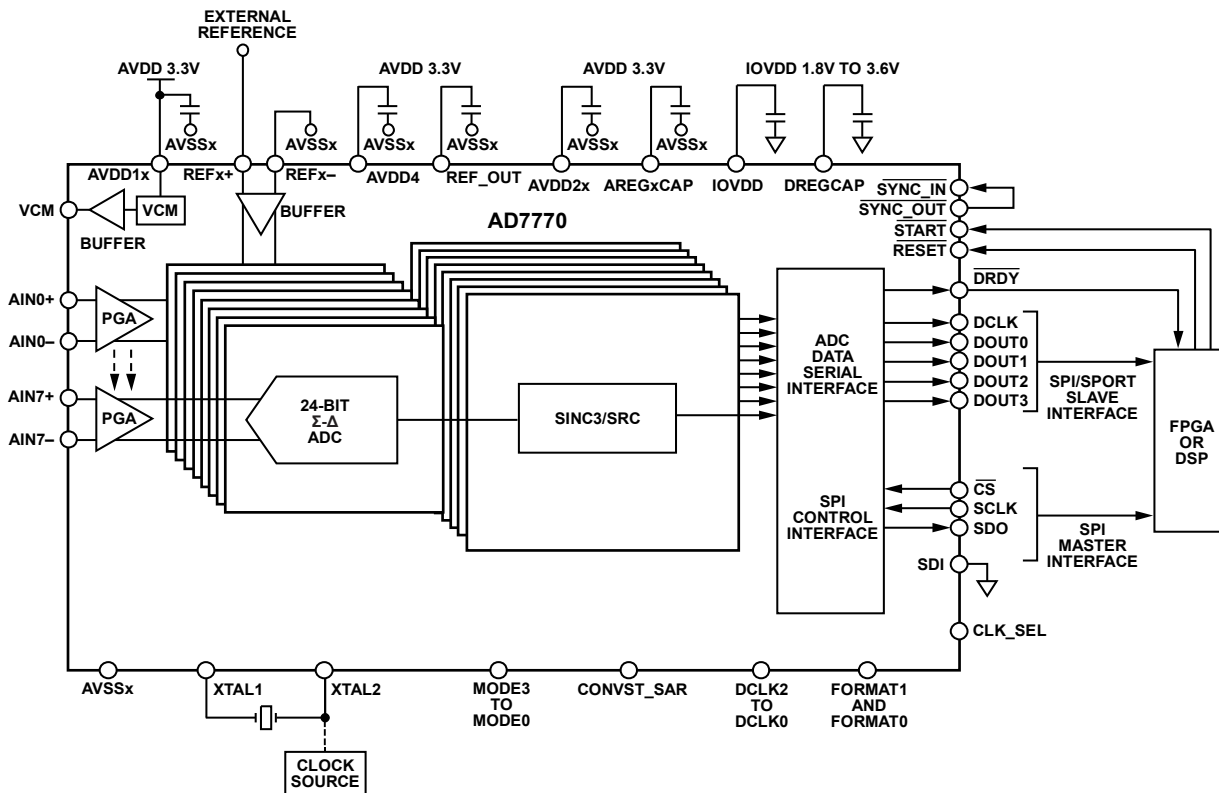 EXTERNAL
REFERENCE
AVDD 3.3V
AVDD 3.3V
AVDD 3.3V
IOVDD 1.8V TO 3.6V
AVSSx
AVSSx
AVSSx
AVSSx
AVSSx
AVSSx
AVDD1x
REFx+
REFx–
AVDD4
REF_OUT
AVDD2x
AREGxCAP
IOVDD
DREGCAP
VCM
BUFFER
VCM
BUFFER
AD7770
SYNC_IN
SYNC_OUT
START
RESET
DRDY
AIN0+
AIN0–
PGA
AIN7+
AIN7–
PGA
24-BIT
Σ-Δ
ADC
SINC3/SRC
ADC
DATA
SERIAL
INTERFACE
SPI
CONTROL
INTERFACE
DCLK
DOUT0
DOUT1
DOUT2
DOUT3
SPI/SPORT
SLAVE
INTERFACE
FPGA
OR
DSP
CS
SCLK
SDO
SPI
MASTER
INTERFACE
SDI
CLK_SEL
AVSSx
XTAL1
XTAL2
MODE3
TO
MODE0
CONVST_SAR
DCLK2
TO
DCLK0
FORMAT1
AND
FORMAT0
CLOCK
SOURCE